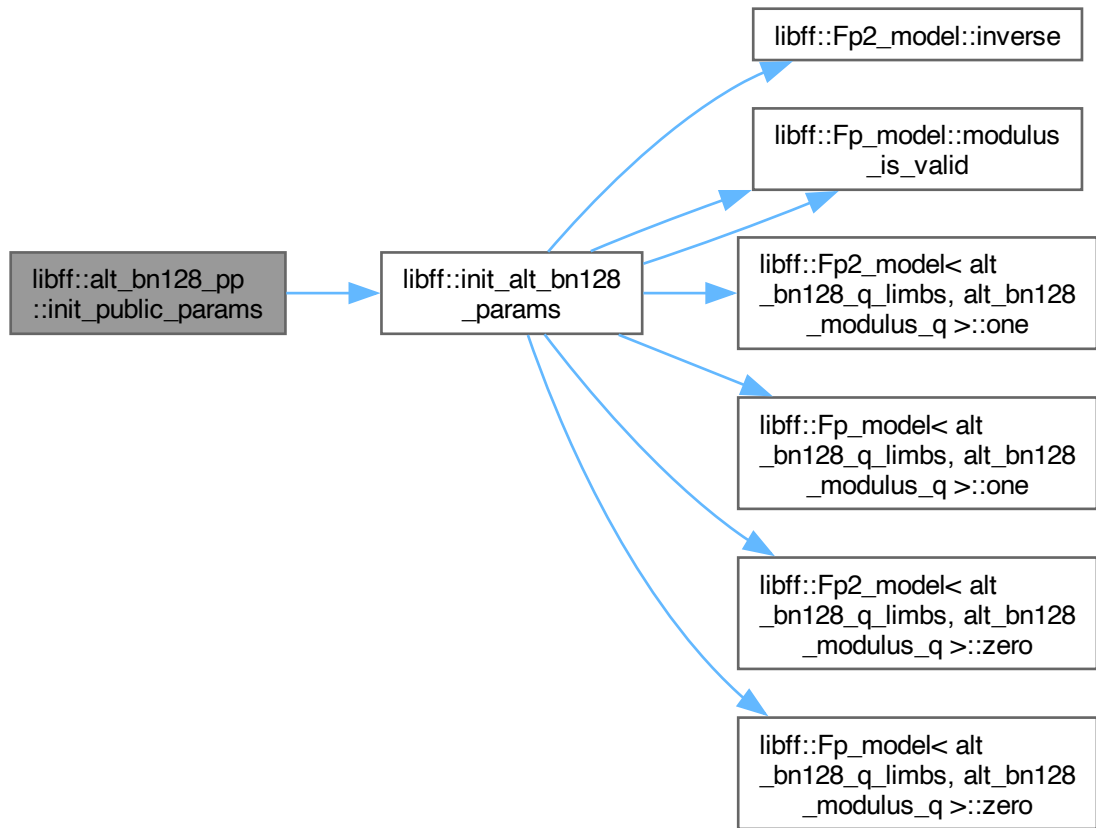 libff::Fp2_model::inverse
libff::Fp_model::modulus
_is_valid
libff::alt_bn128_pp
::init_public_params
libff::init_alt_bn128
_params
libff::Fp2_model< alt
_bn128_q_limbs, alt_bn128
_modulus_q >::one
libff::Fp_model< alt
_bn128_q_limbs, alt_bn128
_modulus_q >::one
libff::Fp2_model< alt
_bn128_q_limbs, alt_bn128
_modulus_q >::zero
libff::Fp_model< alt
_bn128_q_limbs, alt_bn128
_modulus_q >::zero